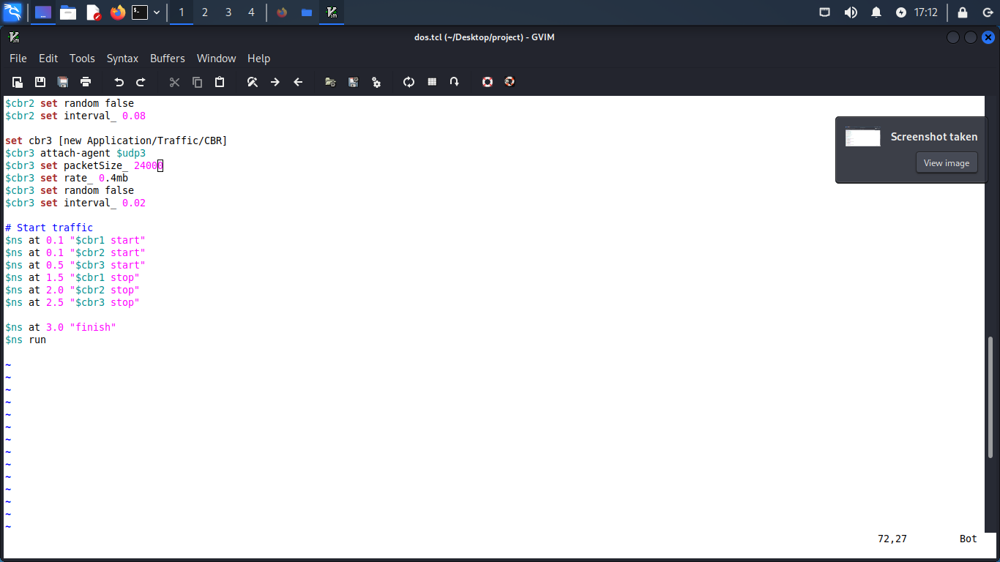 1 2 3 4 17:12
dos.tcl (~/Desktop/project) - GVIM
File Edit Tools Syntax Buffers Window Help
$cbr2 set random false
$cbr2 set interval_ 0.08
set cbr3 [new Application/Traffic/CBR]
$cbr3 attach-agent $udp3
$cbr3 set packetSize_ 24000
$cbr3 set rate_ 0.4mb
$cbr3 set random false
$cbr3 set interval_ 0.02
# Start traffic
$ns at 0.1 "$cbr1 start"
$ns at 0.1 "$cbr2 start"
$ns at 0.5 "$cbr3 start"
$ns at 1.5 "$cbr1 stop"
$ns at 2.0 "$cbr2 stop"
$ns at 2.5 "$cbr3 stop"
$ns at 3.0 "finish"
$ns run
~
~
~
~
~
~
~
~
~
~
~
~
~
~
Screenshot taken
View image
72,27 Bot